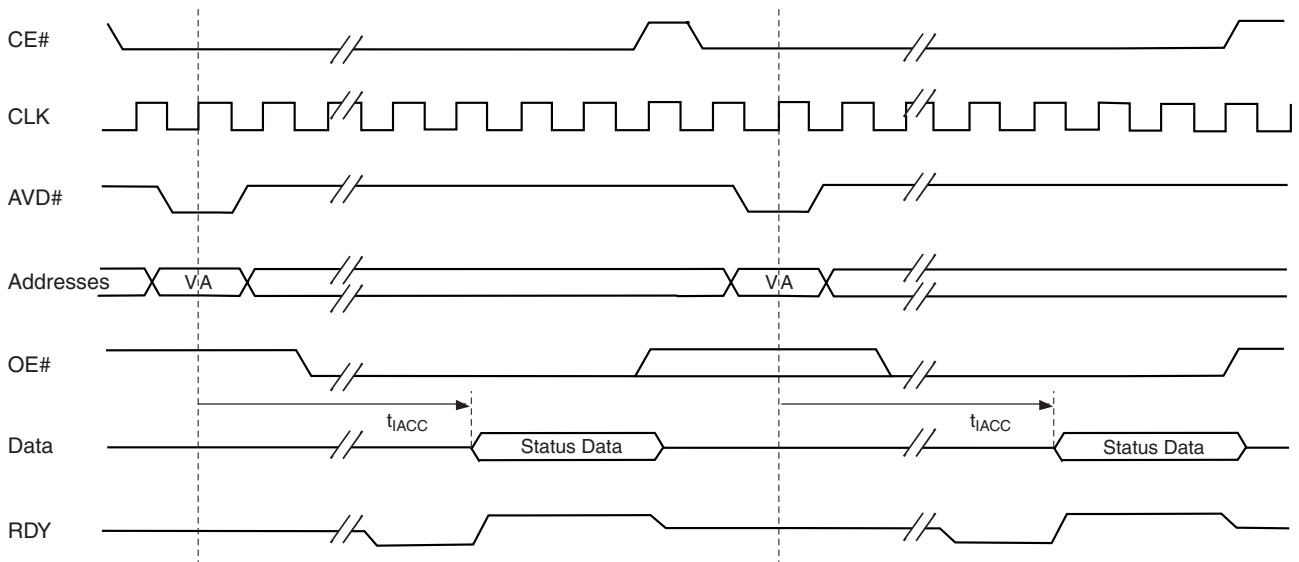 CE#
CLK
AVD#
Addresses VA VA
OE#
tIACC tIACC
Data Status Data Status Data
RDY